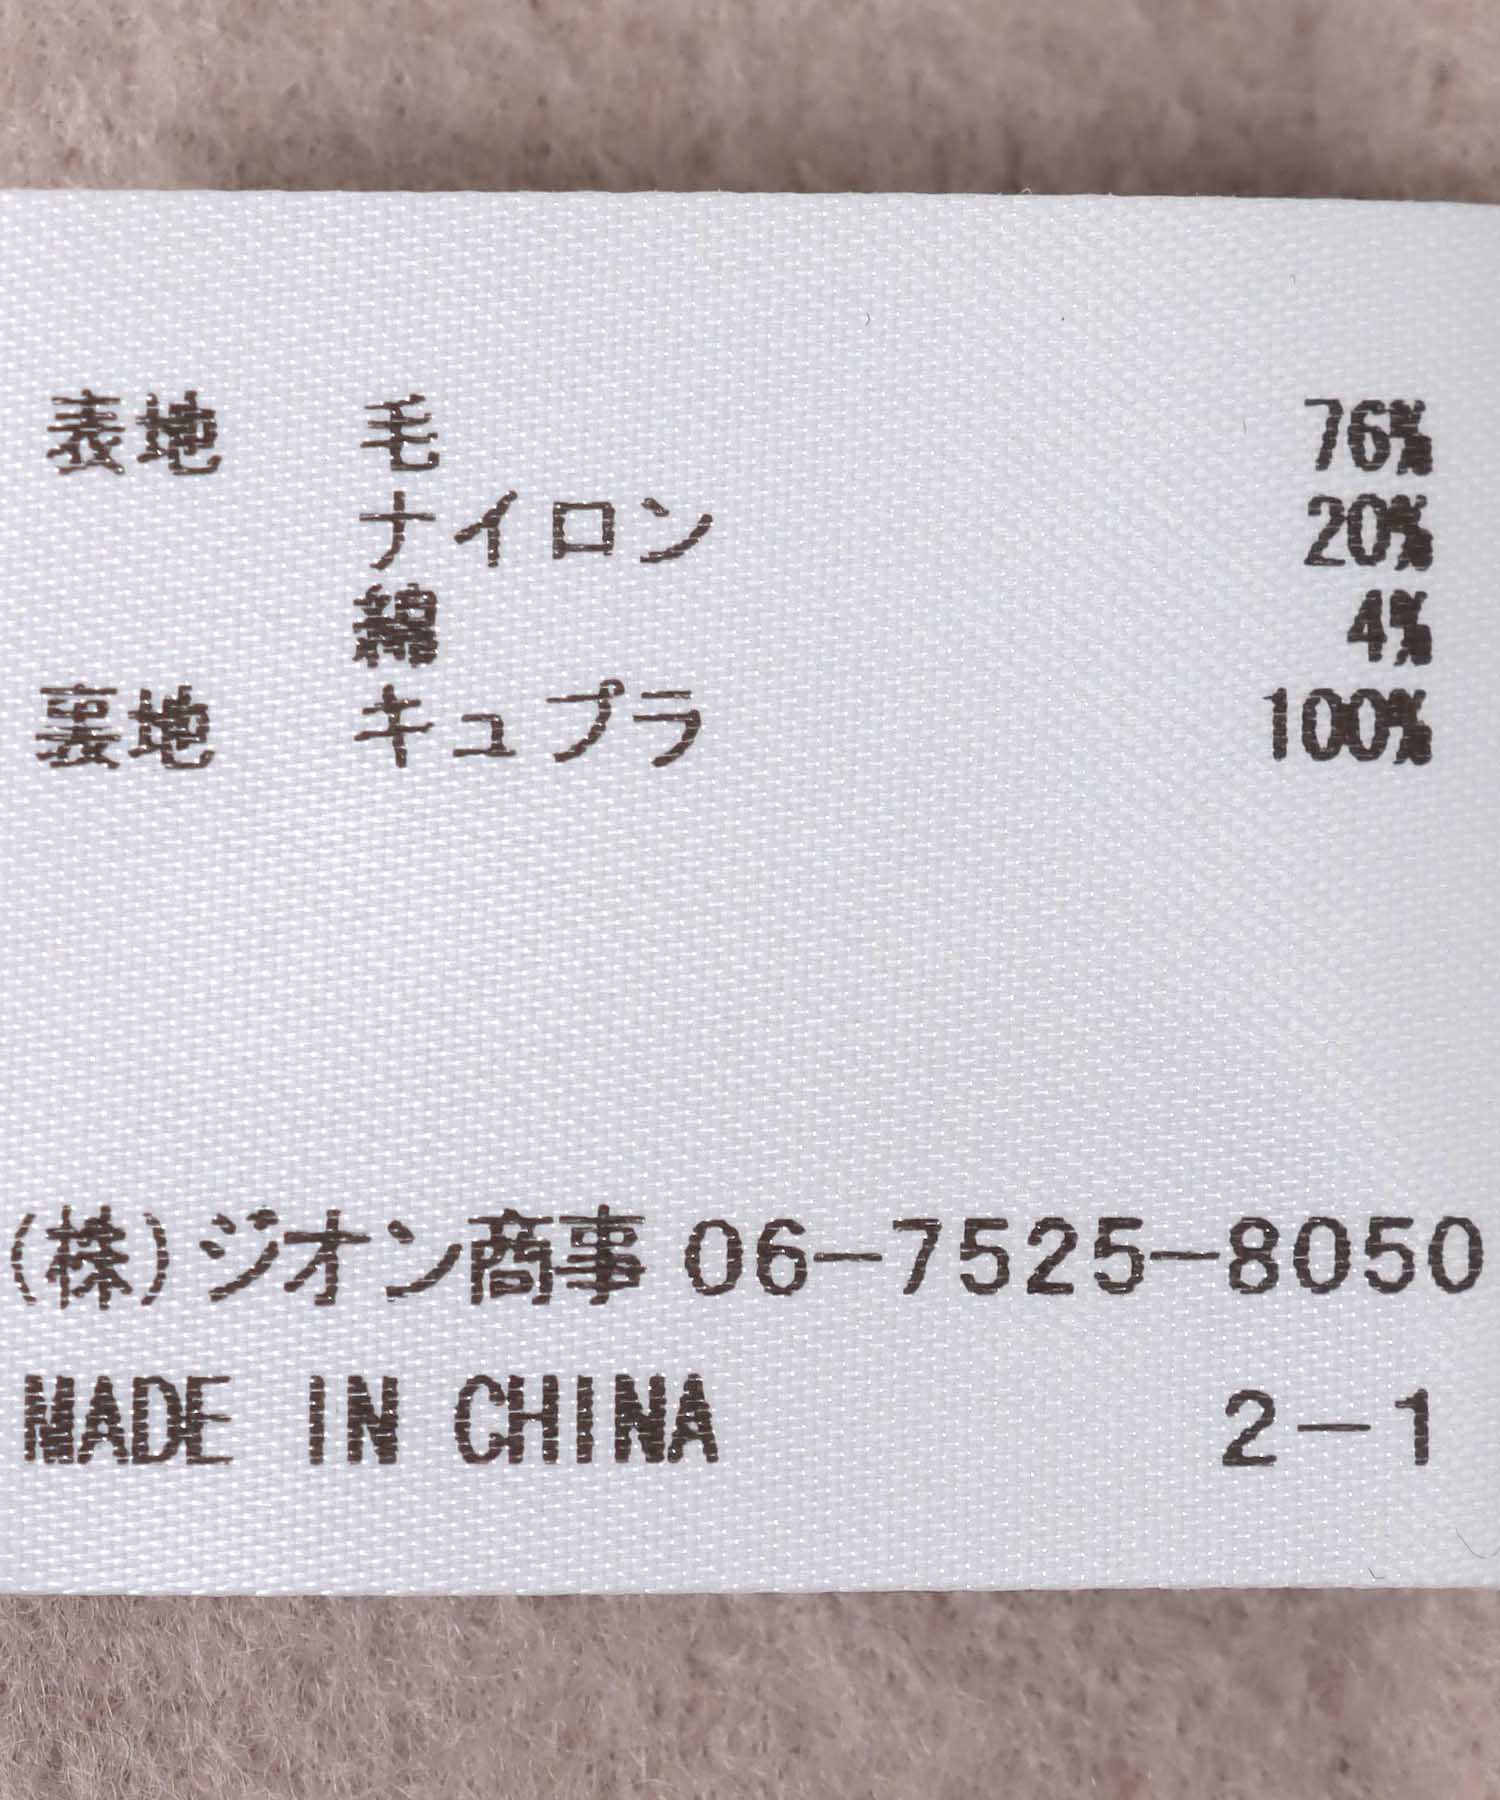 表地 毛 76%
ナイロン 20%
綿 4%
裏地 キュプラ 100%
(株)ジオン商事 06-7525-8050
MADE IN CHINA 2-1